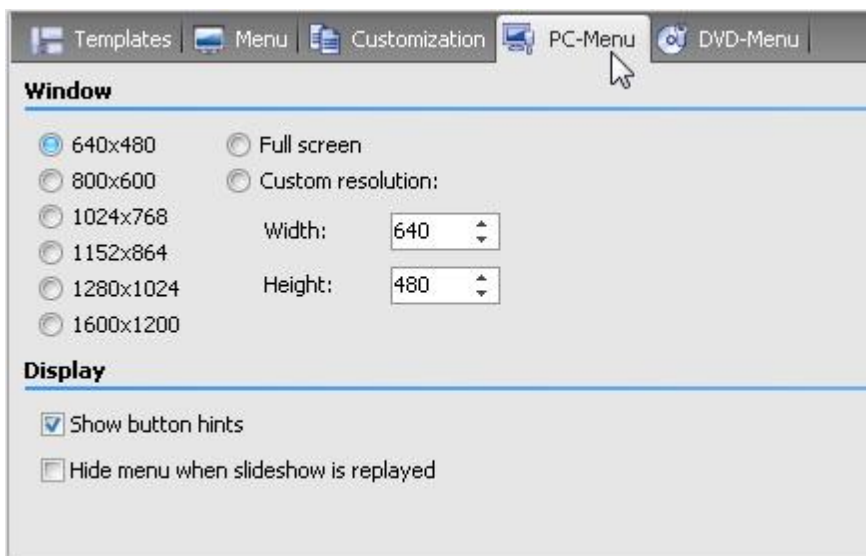 Templates Menu Customization PC-Menu DVD-Menu
Window
640x480 Full screen
800x600 Custom resolution:
1024x768
Width: 640
1152x864
1280x1024 Height: 480
1600x1200
Display
Show button hints
Hide menu when slideshow is replayed